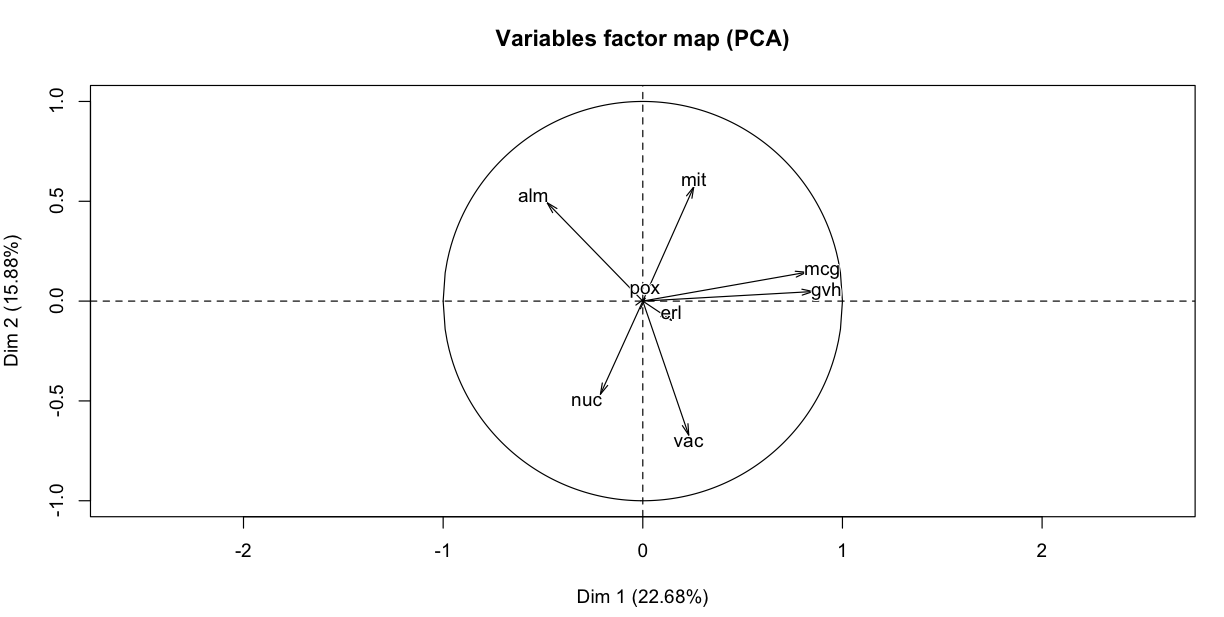 Variables factor map (PCA)
1.0
0.5
0.0
-0.5
-1.0
Dim 2 (15.88%)
alm
mit
mcg
pox
gvh
erl
nuc
vac
-2
-1
0
1
2
Dim 1 (22.68%)